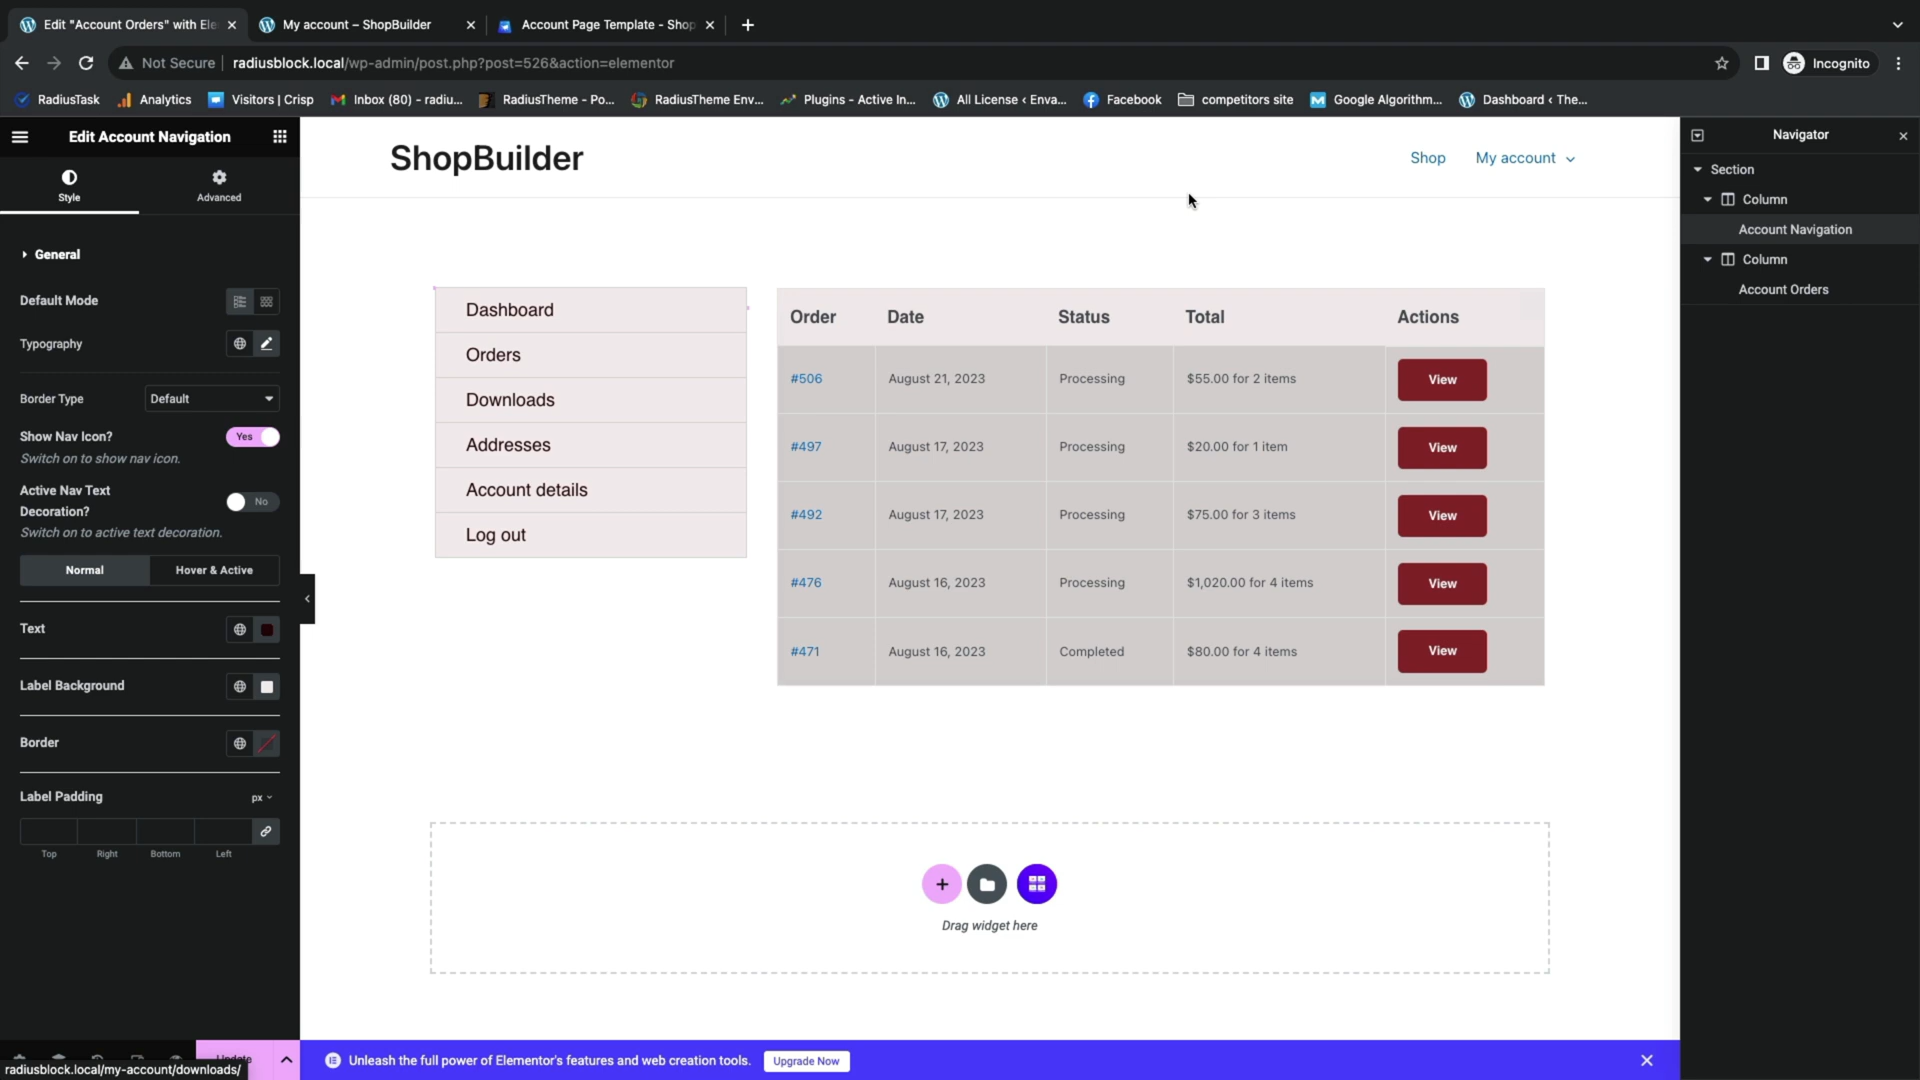 Edit "Account Orders" with Ele
My account – ShopBuilder
Account Page Template - Shop
Not Secure
radiusblock.local/wp-admin/post.php?post=526&action=elementor
Incognito
RadiusTask
Analytics
Visitors | Crisp
Inbox (80) - radiu...
RadiusTheme - Po...
RadiusTheme Env...
Plugins - Active In...
All License ‹ Enva...
Facebook
competitors site
Google Algorithm...
Dashboard ‹ The...
Edit Account Navigation
Style
Advanced
General
Default Mode
Typography
Border Type
Default
Show Nav Icon?
Yes
Switch on to show nav icon.
Active Nav Text
Decoration?
No
Switch on to active text decoration.
Normal
Hover & Active
Text
Label Background
Border
Label Padding
px
Top
Right
Bottom
Left
Update
radiusblock.local/my-account/downloads/
ShopBuilder
Shop
My account
Dashboard
Orders
Downloads
Addresses
Account details
Log out
Order
Date
Status
Total
Actions
#506
August 21, 2023
Processing
$55.00 for 2 items
View
#497
August 17, 2023
Processing
$20.00 for 1 item
View
#492
August 17, 2023
Processing
$75.00 for 3 items
View
#476
August 16, 2023
Processing
$1,020.00 for 4 items
View
#471
August 16, 2023
Completed
$80.00 for 4 items
View
Drag widget here
Unleash the full power of Elementor's features and web creation tools.
Upgrade Now
Navigator
Section
Column
Account Navigation
Column
Account Orders